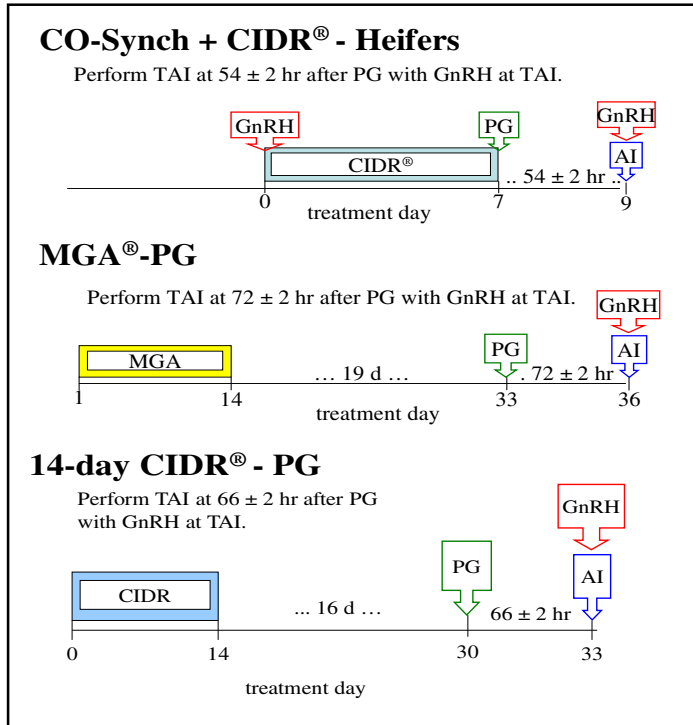 CO-Synch + CIDR® - Heifers
Perform TAI at 54 ± 2 hr after PG with GnRH at TAI.
GnRH
PG
GnRH
CIDR®
AI
.. 54 ± 2 hr ..
0
7
9
treatment day
MGA®-PG
Perform TAI at 72 ± 2 hr after PG with GnRH at TAI.
GnRH
MGA
PG
AI
... 19 d ...
. 72 ± 2 hr
1
14
33
36
treatment day
14-day CIDR® - PG
Perform TAI at 66 ± 2 hr after PG
with GnRH at TAI.
GnRH
PG
AI
CIDR
... 16 d ...
66 ± 2 hr
0
14
30
33
treatment day